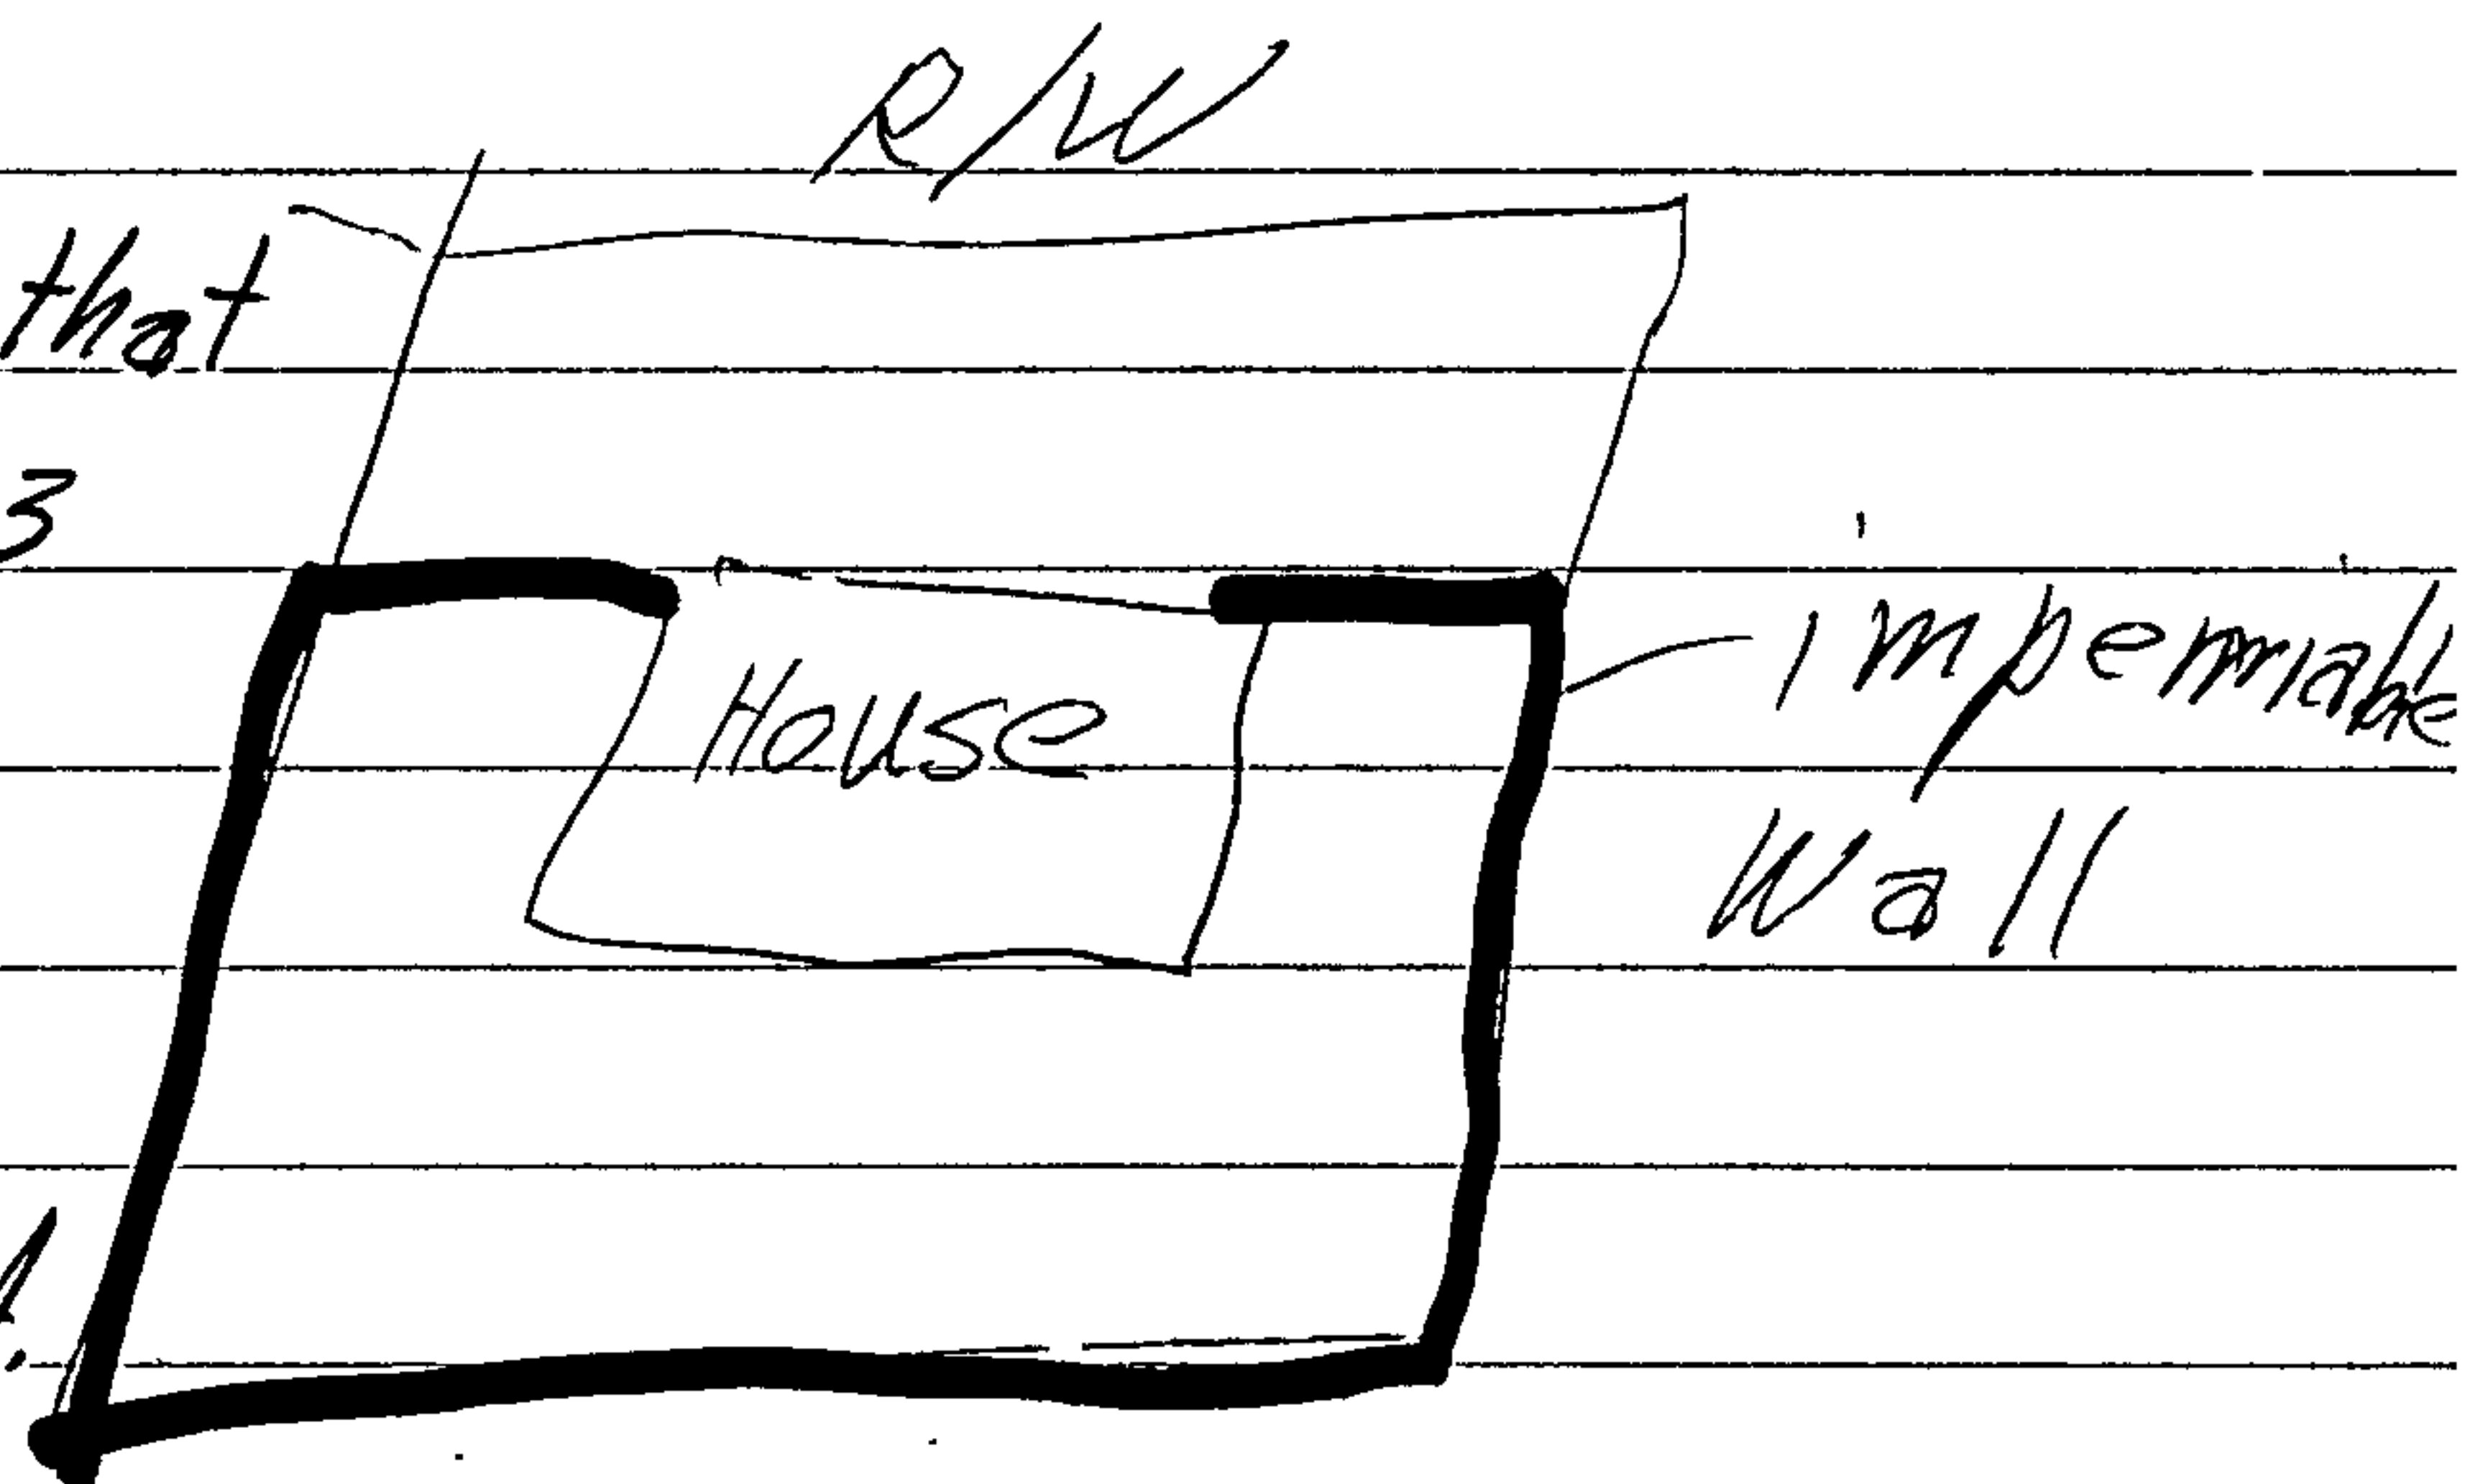 R/W
that
3
House
impermiable
Wall